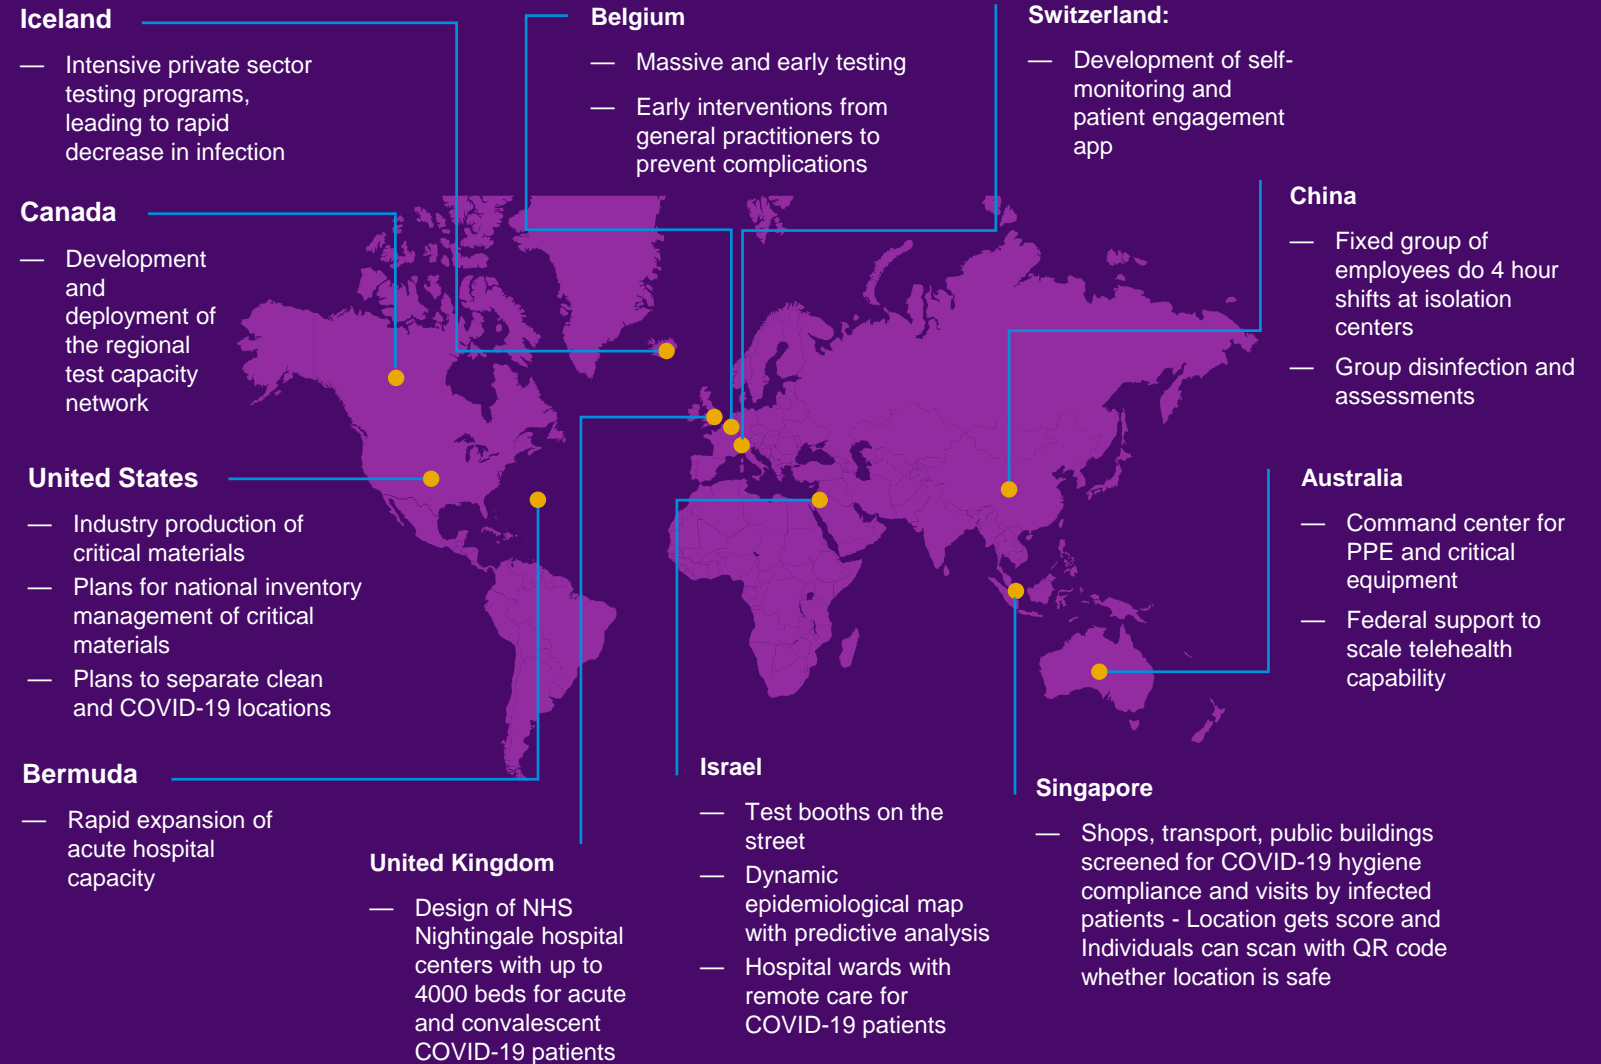 Iceland
— Intensive private sector
testing programs,
leading to rapid
decrease in infection
Belgium
— Massive and early testing
— Early interventions from
general practitioners to
prevent complications
Switzerland:
— Development of self-
monitoring and
patient engagement
app
Canada
— Development
and
deployment of
the regional
test capacity
network
China
— Fixed group of
employees do 4 hour
shifts at isolation
centers
— Group disinfection and
assessments
United States
— Industry production of
critical materials
— Plans for national inventory
management of critical
materials
— Plans to separate clean
and COVID-19 locations
Australia
— Command center for
PPE and critical
equipment
— Federal support to
scale telehealth
capability
Bermuda
— Rapid expansion of
acute hospital
capacity
United Kingdom
— Design of NHS
Nightingale hospital
centers with up to
4000 beds for acute
and convalescent
COVID-19 patients
Israel
— Test booths on the
street
— Dynamic
epidemiological map
with predictive analysis
— Hospital wards with
remote care for
COVID-19 patients
Singapore
— Shops, transport, public buildings
screened for COVID-19 hygiene
compliance and visits by infected
patients - Location gets score and
Individuals can scan with QR code
whether location is safe